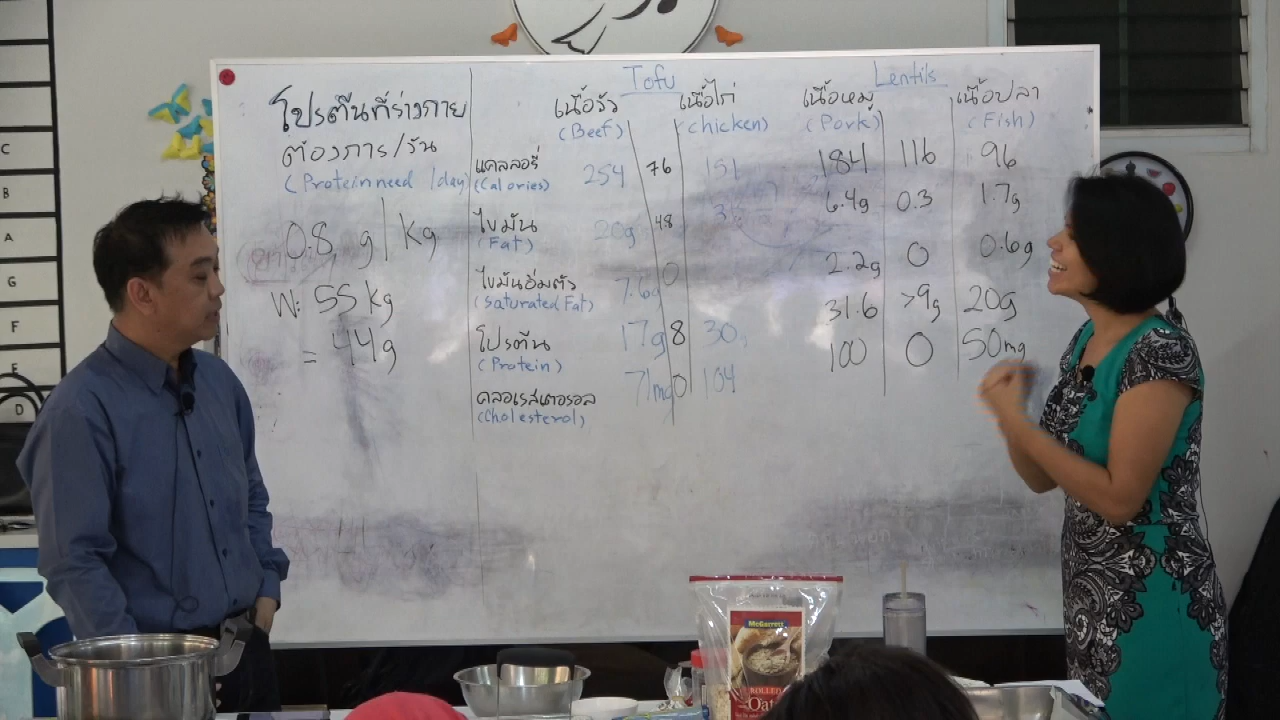 Tofu
Lentils
โปรตีนที่ร่างกาย
ต้องการ/วัน
(Protein need /day)
0.8 g/kg
W: 55 kg
= 44g
เนื้อวัว
(Beef)
เนื้อไก่
(chicken)
เนื้อหมู
(Pork)
เนื้อปลา
(Fish)
แคลลอรี่
(Calories)
254 76 151 184 116 96
ไขมัน
(Fat)
20g 48 3 6.4g 0.3 1.7g
ไขมันอิ่มตัว
(Saturated Fat)
7.6g 0 2.2g 0 0.6g
โปรตีน
(Protein)
17g 8 30g 31.6 >9g 20g
คลอเรสเตอรอล
(Cholesterol)
71mg 0 104 100 0 50mg
C
B
A
G
F
E
D
McGarrett
ROLLED
Oats